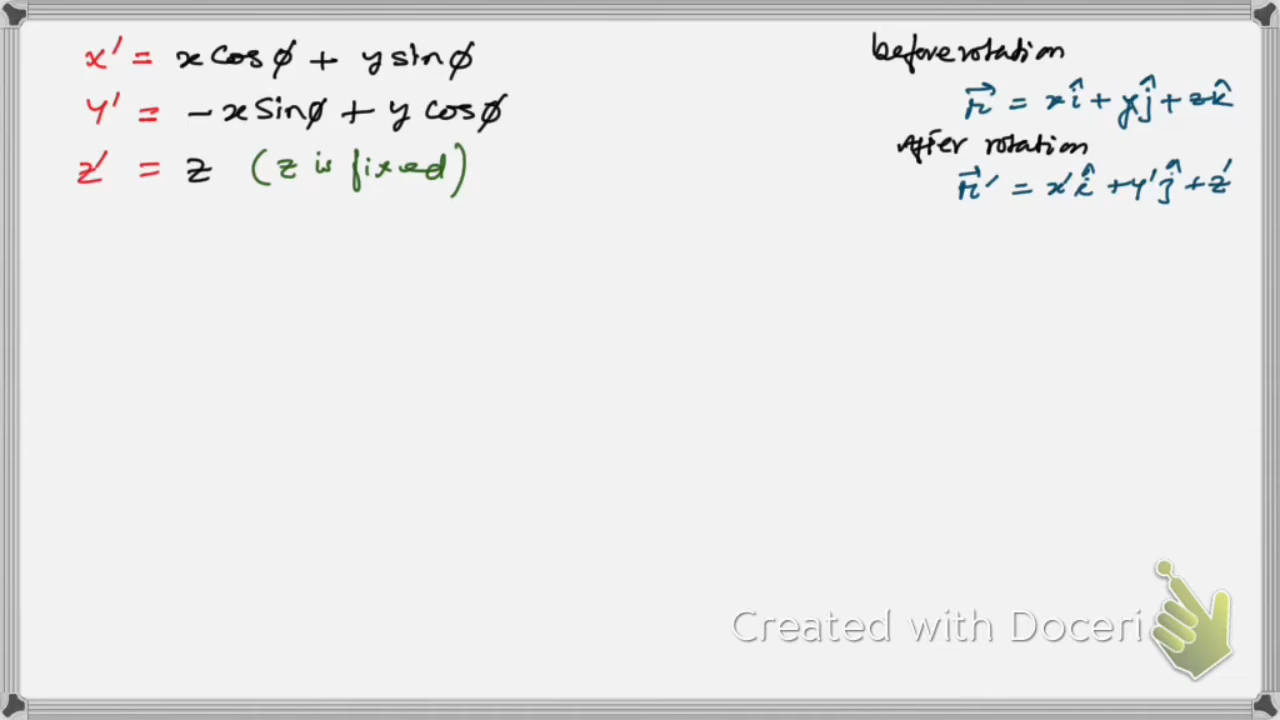 x' = x cos φ + y sin φ
y' = -x sin φ + y cos φ
z' = z (z is fixed)
before rotation
r⃗ = xî + yĵ + zk̂
After rotation
r⃗' = x'î + y'ĵ + z'
Created with Doceri